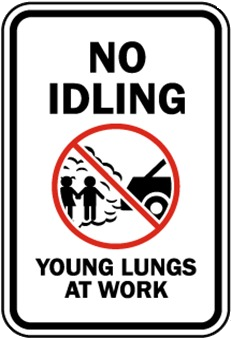 NO
IDLING
YOUNG LUNGS
AT WORK